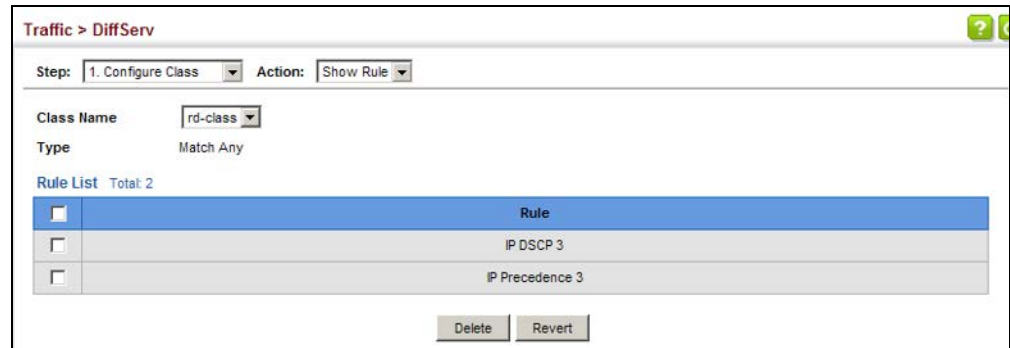 Traffic > DiffServ
?
Step: 1. Configure Class Action: Show Rule
Class Name rd-class
Type Match Any
Rule List Total: 2
Rule
IP DSCP 3
IP Precedence 3
Delete Revert